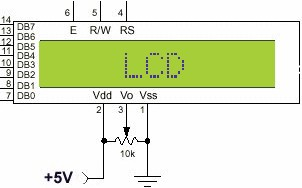 6 5 4
14 DB7 E R/W RS
13 DB6
12 DB5
11 DB4
10 DB3
9 DB2
8 DB1
7 DB0
LCD
Vdd Vo Vss
2 3 1
10k
+5V